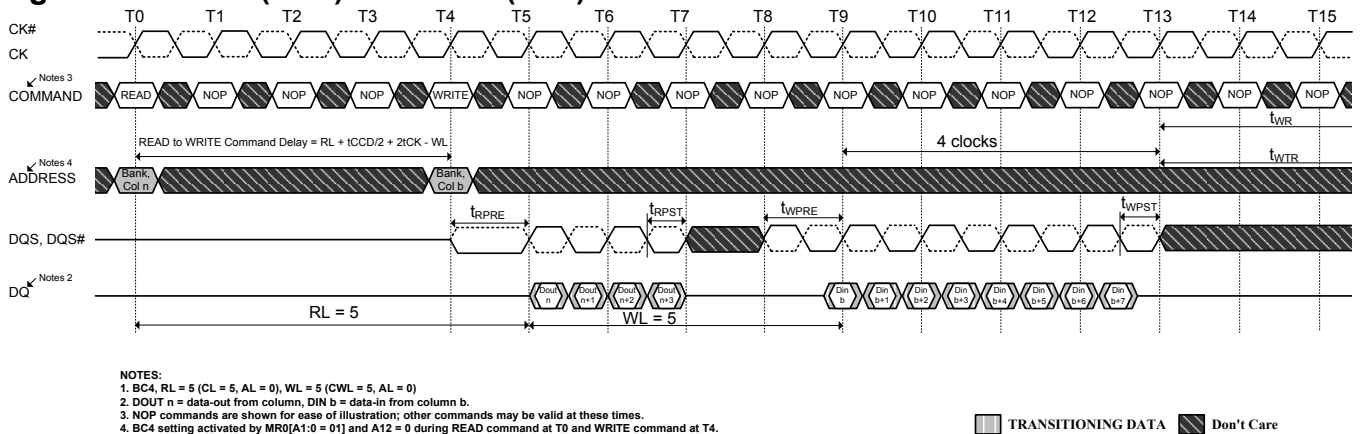 T0 T1 T2 T3 T4 T5 T6 T7 T8 T9 T10 T11 T12 T13 T14 T15
CK#
CK
Notes 3
COMMAND
READ NOP NOP NOP WRITE NOP NOP NOP NOP NOP NOP NOP NOP NOP NOP NOP
READ to WRITE Command Delay = RL + tCCD/2 + 2tCK - WL
4 clocks
tWR
tWTR
Notes 4
ADDRESS
Bank, Col n
Bank, Col b
tRPRE tRPST tWPRE tWPST
DQS, DQS#
Notes 2
DQ
Dout n Dout n+1 Dout n+2 Dout n+3 Din b Din b+1 Din b+2 Din b+3 Din b+4 Din b+5 Din b+6 Din b+7
RL = 5 WL = 5
NOTES:
1. BC4, RL = 5 (CL = 5, AL = 0), WL = 5 (CWL = 5, AL = 0)
2. DOUT n = data-out from column, DIN b = data-in from column b.
3. NOP commands are shown for ease of illustration; other commands may be valid at these times.
4. BC4 setting activated by MR0[A1:0 = 01] and A12 = 0 during READ command at T0 and WRITE command at T4.
TRANSITIONING DATA Don't Care